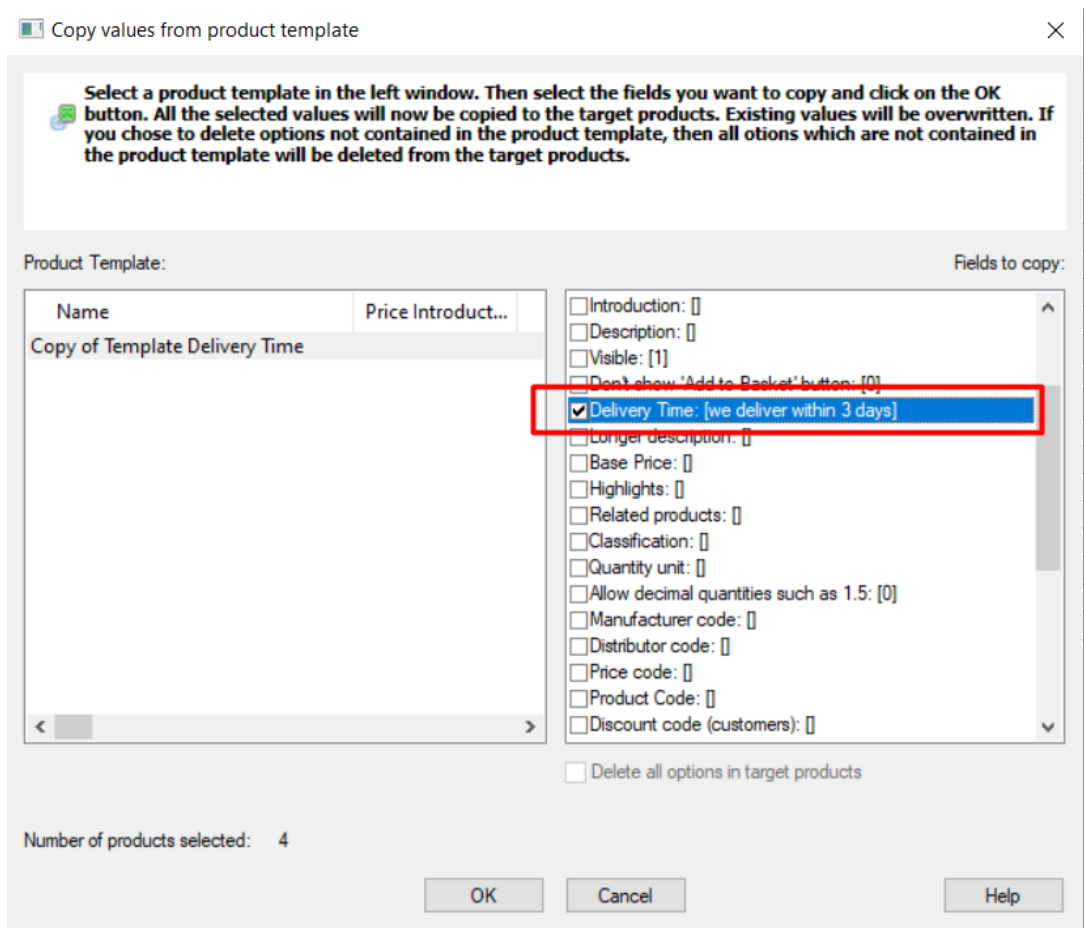 Copy values from product template
Select a product template in the left window. Then select the fields you want to copy and click on the OK
button. All the selected values will now be copied to the target products. Existing values will be overwritten. If
you chose to delete options not contained in the product template, then all otions which are not contained in
the product template will be deleted from the target products.
Product Template:
Fields to copy:
Name Price Introduct...
Copy of Template Delivery Time
Introduction: []
Description: []
Visible: [1]
Don't show 'Add to Basket' button: [0]
Delivery Time: [we deliver within 3 days]
Longer description: []
Base Price: []
Highlights: []
Related products: []
Classification: []
Quantity unit: []
Allow decimal quantities such as 1.5: [0]
Manufacturer code: []
Distributor code: []
Price code: []
Product Code: []
Discount code (customers): []
Delete all options in target products
Number of products selected: 4
OK Cancel Help